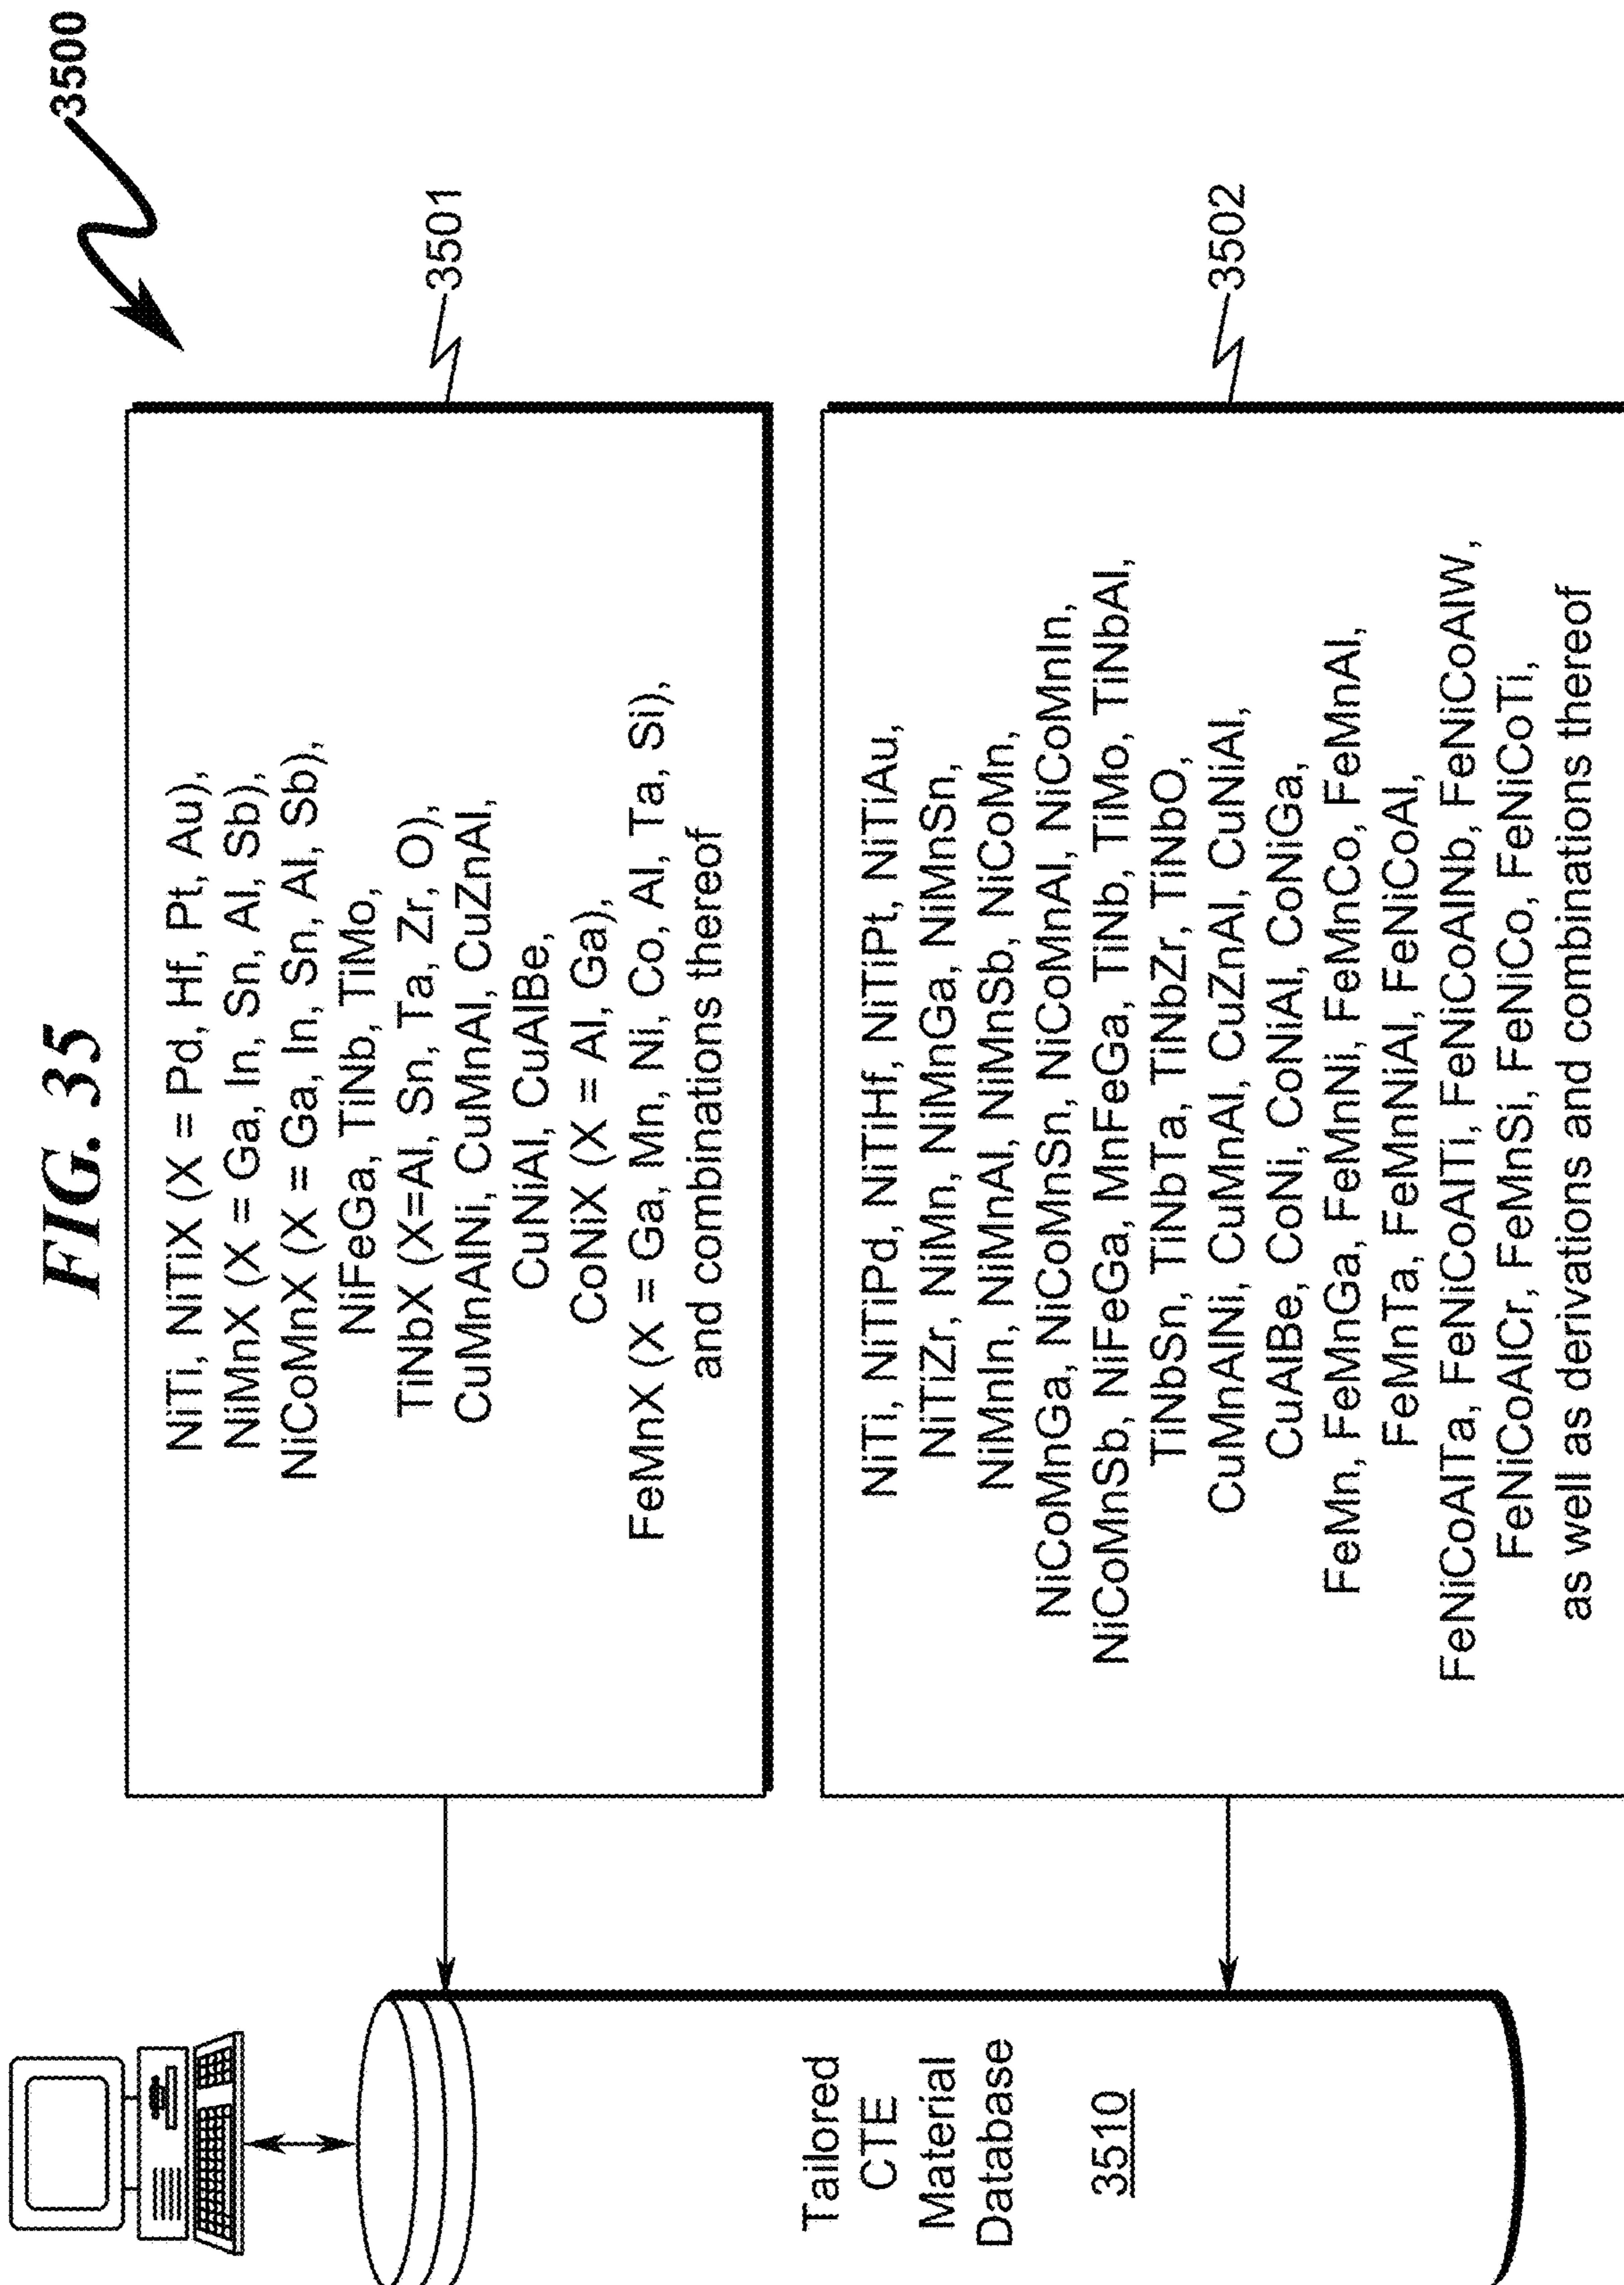 FIG. 35
3500
Tailored
CTE
Material
Database
3510
NiTi, NiTiX (X = Pd, Hf, Pt, Au),
NiMnX (X = Ga, In, Sn, Al, Sb),
NiCoMnX (X = Ga, In, Sn, Al, Sb),
NiFeGa, TiNb, TiMo,
TiNbX (X=Al, Sn, Ta, Zr, O),
CuMnAlNi, CuMnAl, CuZnAl,
CuNiAl, CuAlBe,
CoNiX (X = Al, Ga),
FeMnX (X = Ga, Mn, Ni, Co, Al, Ta, Si),
and combinations thereof
3501
NiTi, NiTiPd, NiTiHf, NiTiPt, NiTiAu,
NiTiZr, NiMn, NiMnGa, NiMnSn,
NiMnIn, NiMnAl, NiMnSb, NiCoMn,
NiCoMnGa, NiCoMnSn, NiCoMnAl, NiCoMnIn,
NiCoMnSb, NiFeGa, MnFeGa, TiNb, TiMo, TiNbAl,
TiNbSn, TiNbTa, TiNbZr, TiNbO,
CuMnAlNi, CuMnAl, CuZnAl, CuNiAl,
CuAlBe, CoNi, CoNiAl, CoNiGa,
FeMn, FeMnGa, FeMnNi, FeMnCo, FeMnAl,
FeMnTa, FeMnNiAl, FeNiCoAl,
FeNiCoAlTa, FeNiCoAlTi, FeNiCoAlNb, FeNiCoAlW,
FeNiCoAlCr, FeMnSi, FeNiCo, FeNiCoTi,
as well as derivations and combinations thereof
3502